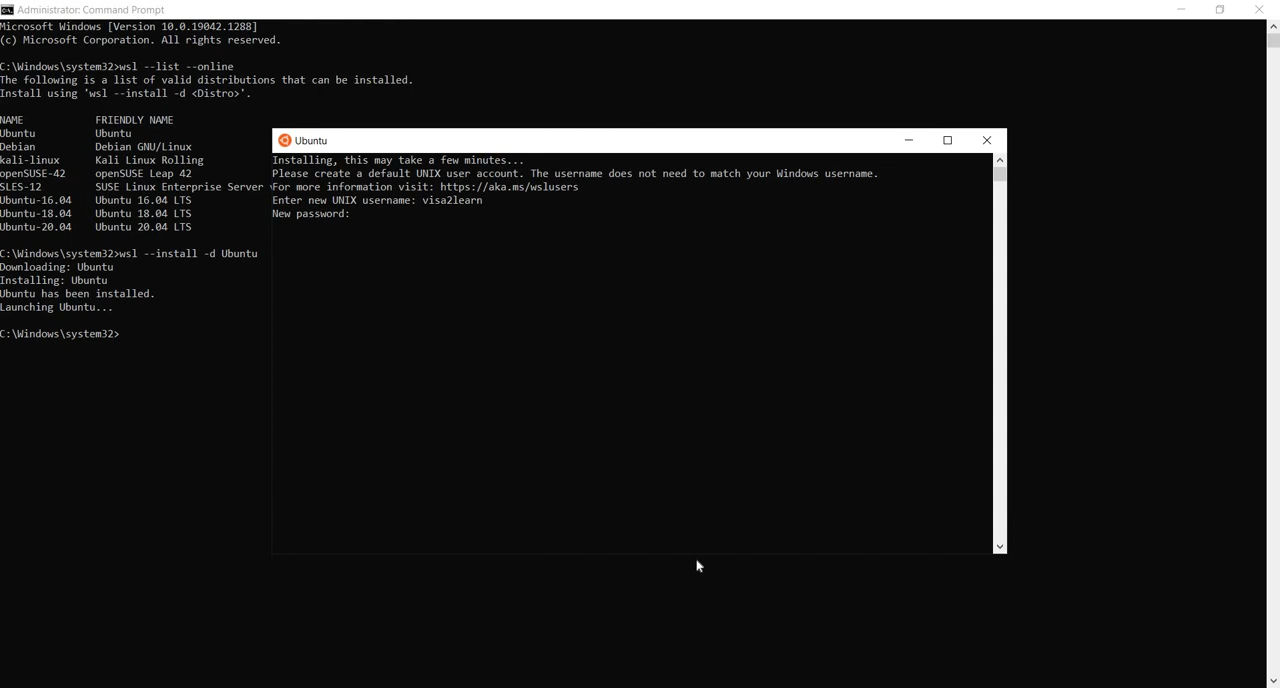 Administrator: Command Prompt
Microsoft Windows [Version 10.0.19042.1288]
(c) Microsoft Corporation. All rights reserved.
C:\Windows\system32>wsl --list --online
The following is a list of valid distributions that can be installed.
Install using 'wsl --install -d <Distro>'.
NAME FRIENDLY NAME
Ubuntu Ubuntu
Debian Debian GNU/Linux
kali-linux Kali Linux Rolling
openSUSE-42 openSUSE Leap 42
SLES-12 SUSE Linux Enterprise Server
Ubuntu-16.04 Ubuntu 16.04 LTS
Ubuntu-18.04 Ubuntu 18.04 LTS
Ubuntu-20.04 Ubuntu 20.04 LTS
C:\Windows\system32>wsl --install -d Ubuntu
Downloading: Ubuntu
Installing: Ubuntu
Ubuntu has been installed.
Launching Ubuntu...
C:\Windows\system32>
Ubuntu
Installing, this may take a few minutes...
Please create a default UNIX user account. The username does not need to match your Windows username.
For more information visit: https://aka.ms/wslusers
Enter new UNIX username: visa2learn
New password: